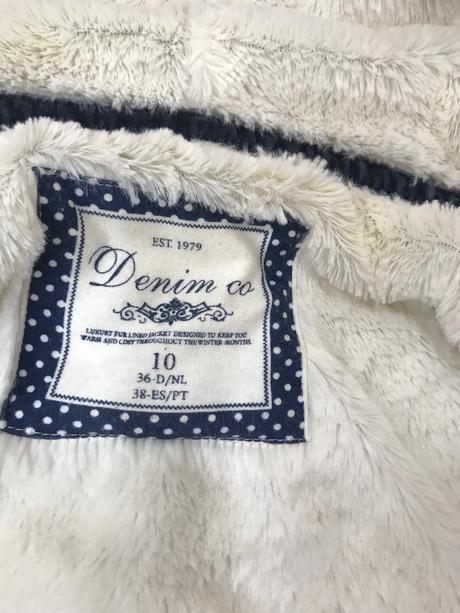 EST. 1979
Denim co
LUXURY FUR LINED JACKET DESIGNED TO KEEP YOU
WARM AND COSY THROUGHOUT THE WINTER MONTHS.
10
36-D/NL
38-ES/PT